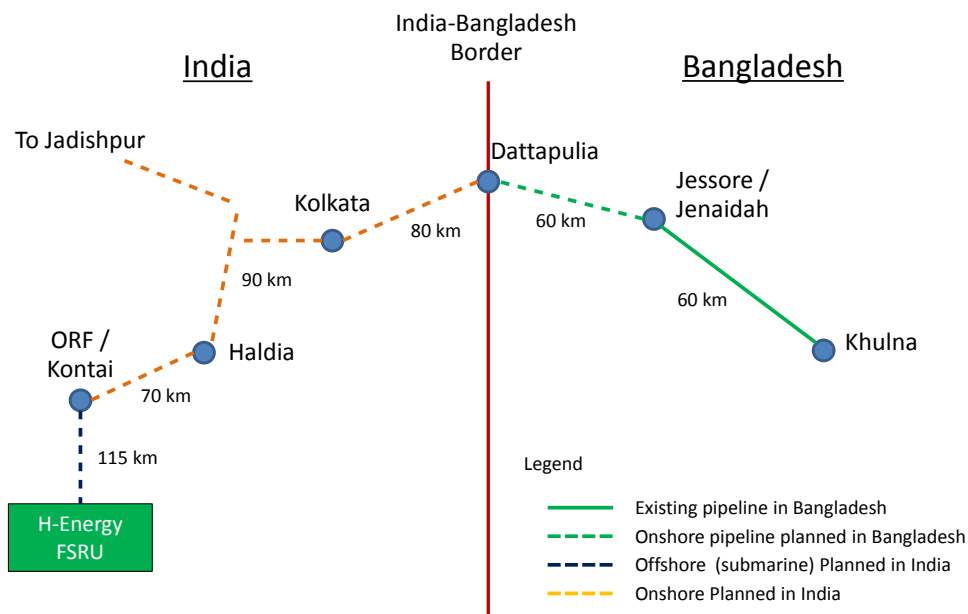 India-Bangladesh
Border
India
Bangladesh
To Jadishpur
Dattapulia
Jessore /
Jenaidah
Kolkata
80 km
60 km
90 km
60 km
ORF /
Kontai
Haldia
Khulna
70 km
115 km
Legend
H-Energy
FSRU
Existing pipeline in Bangladesh
Onshore pipeline planned in Bangladesh
Offshore (submarine) Planned in India
Onshore Planned in India